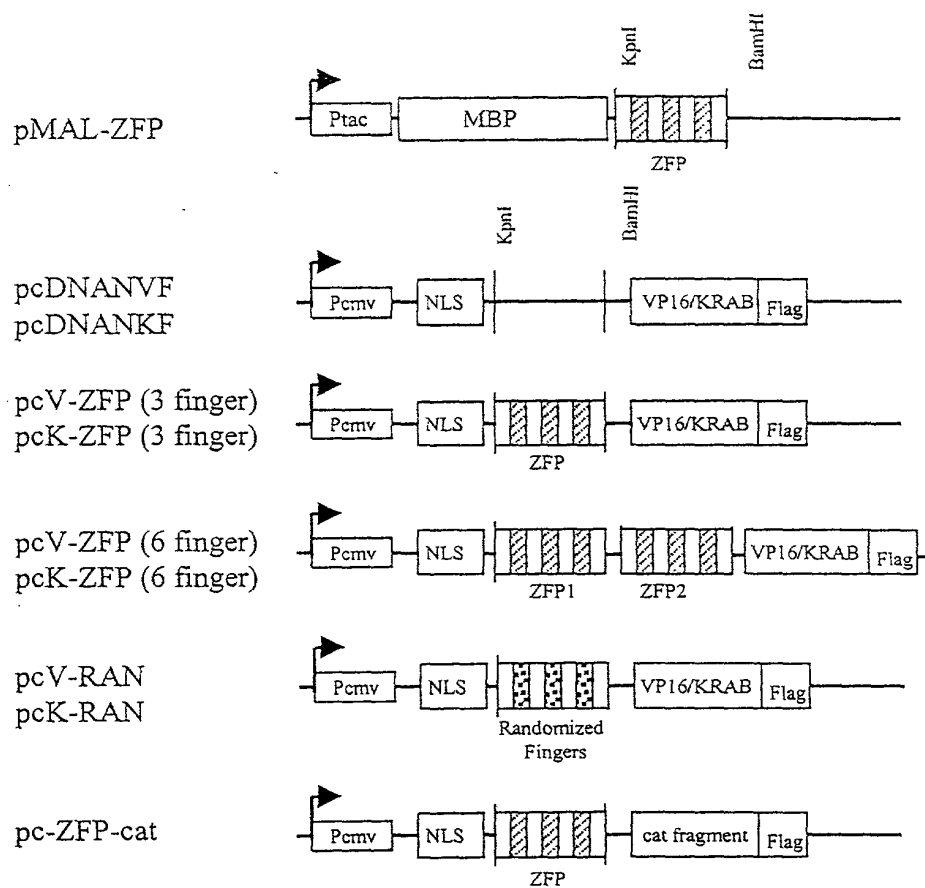 KpnI BamHI
pMAL-ZFP Ptac MBP
ZFP
KpnI BamHI
pcDNANVF
pcDNANKF
Pcmv NLS VP16/KRAB Flag
pcV-ZFP (3 finger)
pcK-ZFP (3 finger)
Pcmv NLS VP16/KRAB Flag
ZFP
pcV-ZFP (6 finger)
pcK-ZFP (6 finger)
Pcmv NLS VP16/KRAB Flag
ZFP1 ZFP2
pcV-RAN
pcK-RAN
Pcmv NLS VP16/KRAB Flag
Randomized
Fingers
pc-ZFP-cat Pcmv NLS cat fragment Flag
ZFP